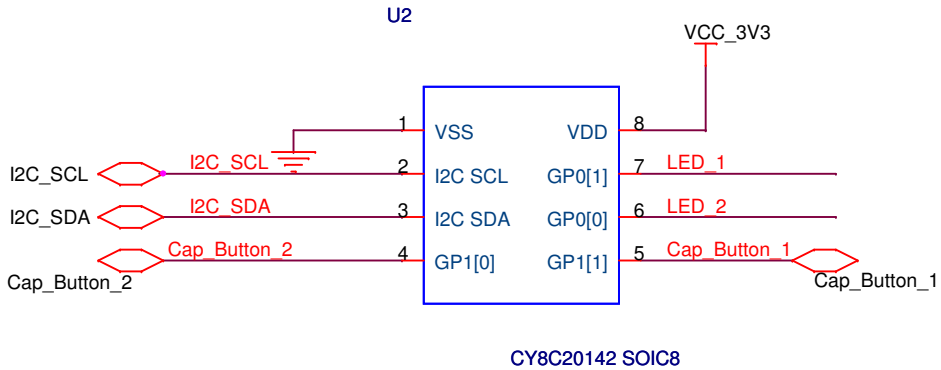 U2
VCC_3V3
1 VSS VDD 8
I2C_SCL I2C_SCL 2 I2C SCL GP0[1] 7 LED_1
I2C_SDA I2C_SDA 3 I2C SDA GP0[0] 6 LED_2
Cap_Button_2 4 GP1[0] GP1[1] 5 Cap_Button_1
Cap_Button_2 Cap_Button_1
CY8C20142 SOIC8